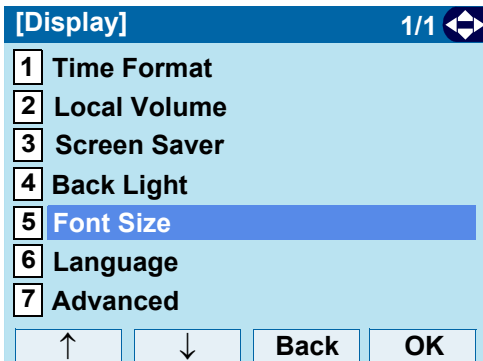 [Display] 1/1
1 Time Format
2 Local Volume
3 Screen Saver
4 Back Light
5 Font Size
6 Language
7 Advanced
↑ ↓ Back OK